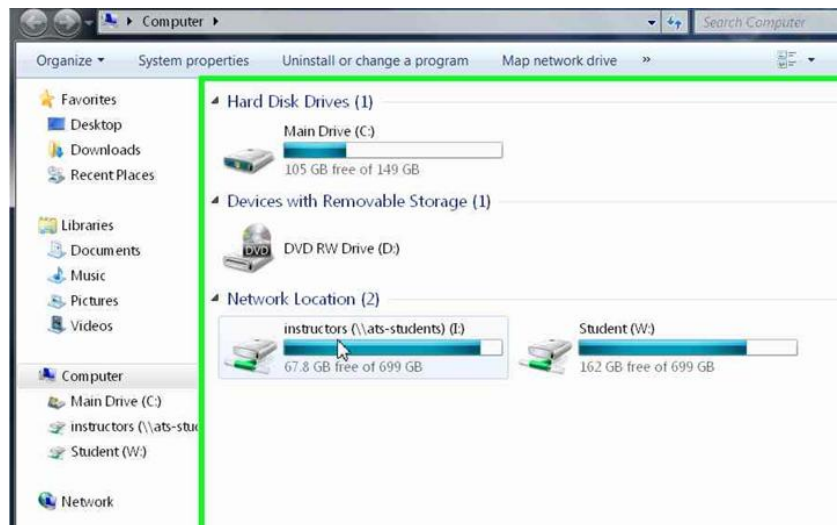 Computer
Search Computer
Organize
System properties
Uninstall or change a program
Map network drive
»
Favorites
Desktop
Downloads
Recent Places
Libraries
Documents
Music
Pictures
Videos
Computer
Main Drive (C:)
instructors (\\ats-stu
Student (W:)
Network
Hard Disk Drives (1)
Main Drive (C:)
105 GB free of 149 GB
Devices with Removable Storage (1)
DVD
DVD RW Drive (D:)
Network Location (2)
instructors (\\ats-students) (I:)
67.8 GB free of 699 GB
Student (W:)
162 GB free of 699 GB